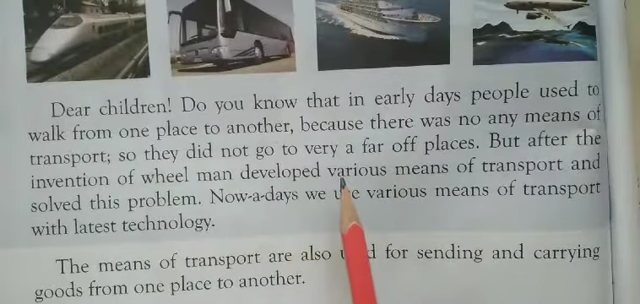 Dear children! Do you know that in early days people used to
walk from one place to another, because there was no any means of
transport; so they did not go to very a far off places. But after the
invention of wheel man developed various means of transport and
solved this problem. Now-a-days we use various means of transport
with latest technology.
The means of transport are also used for sending and carrying
goods from one place to another.